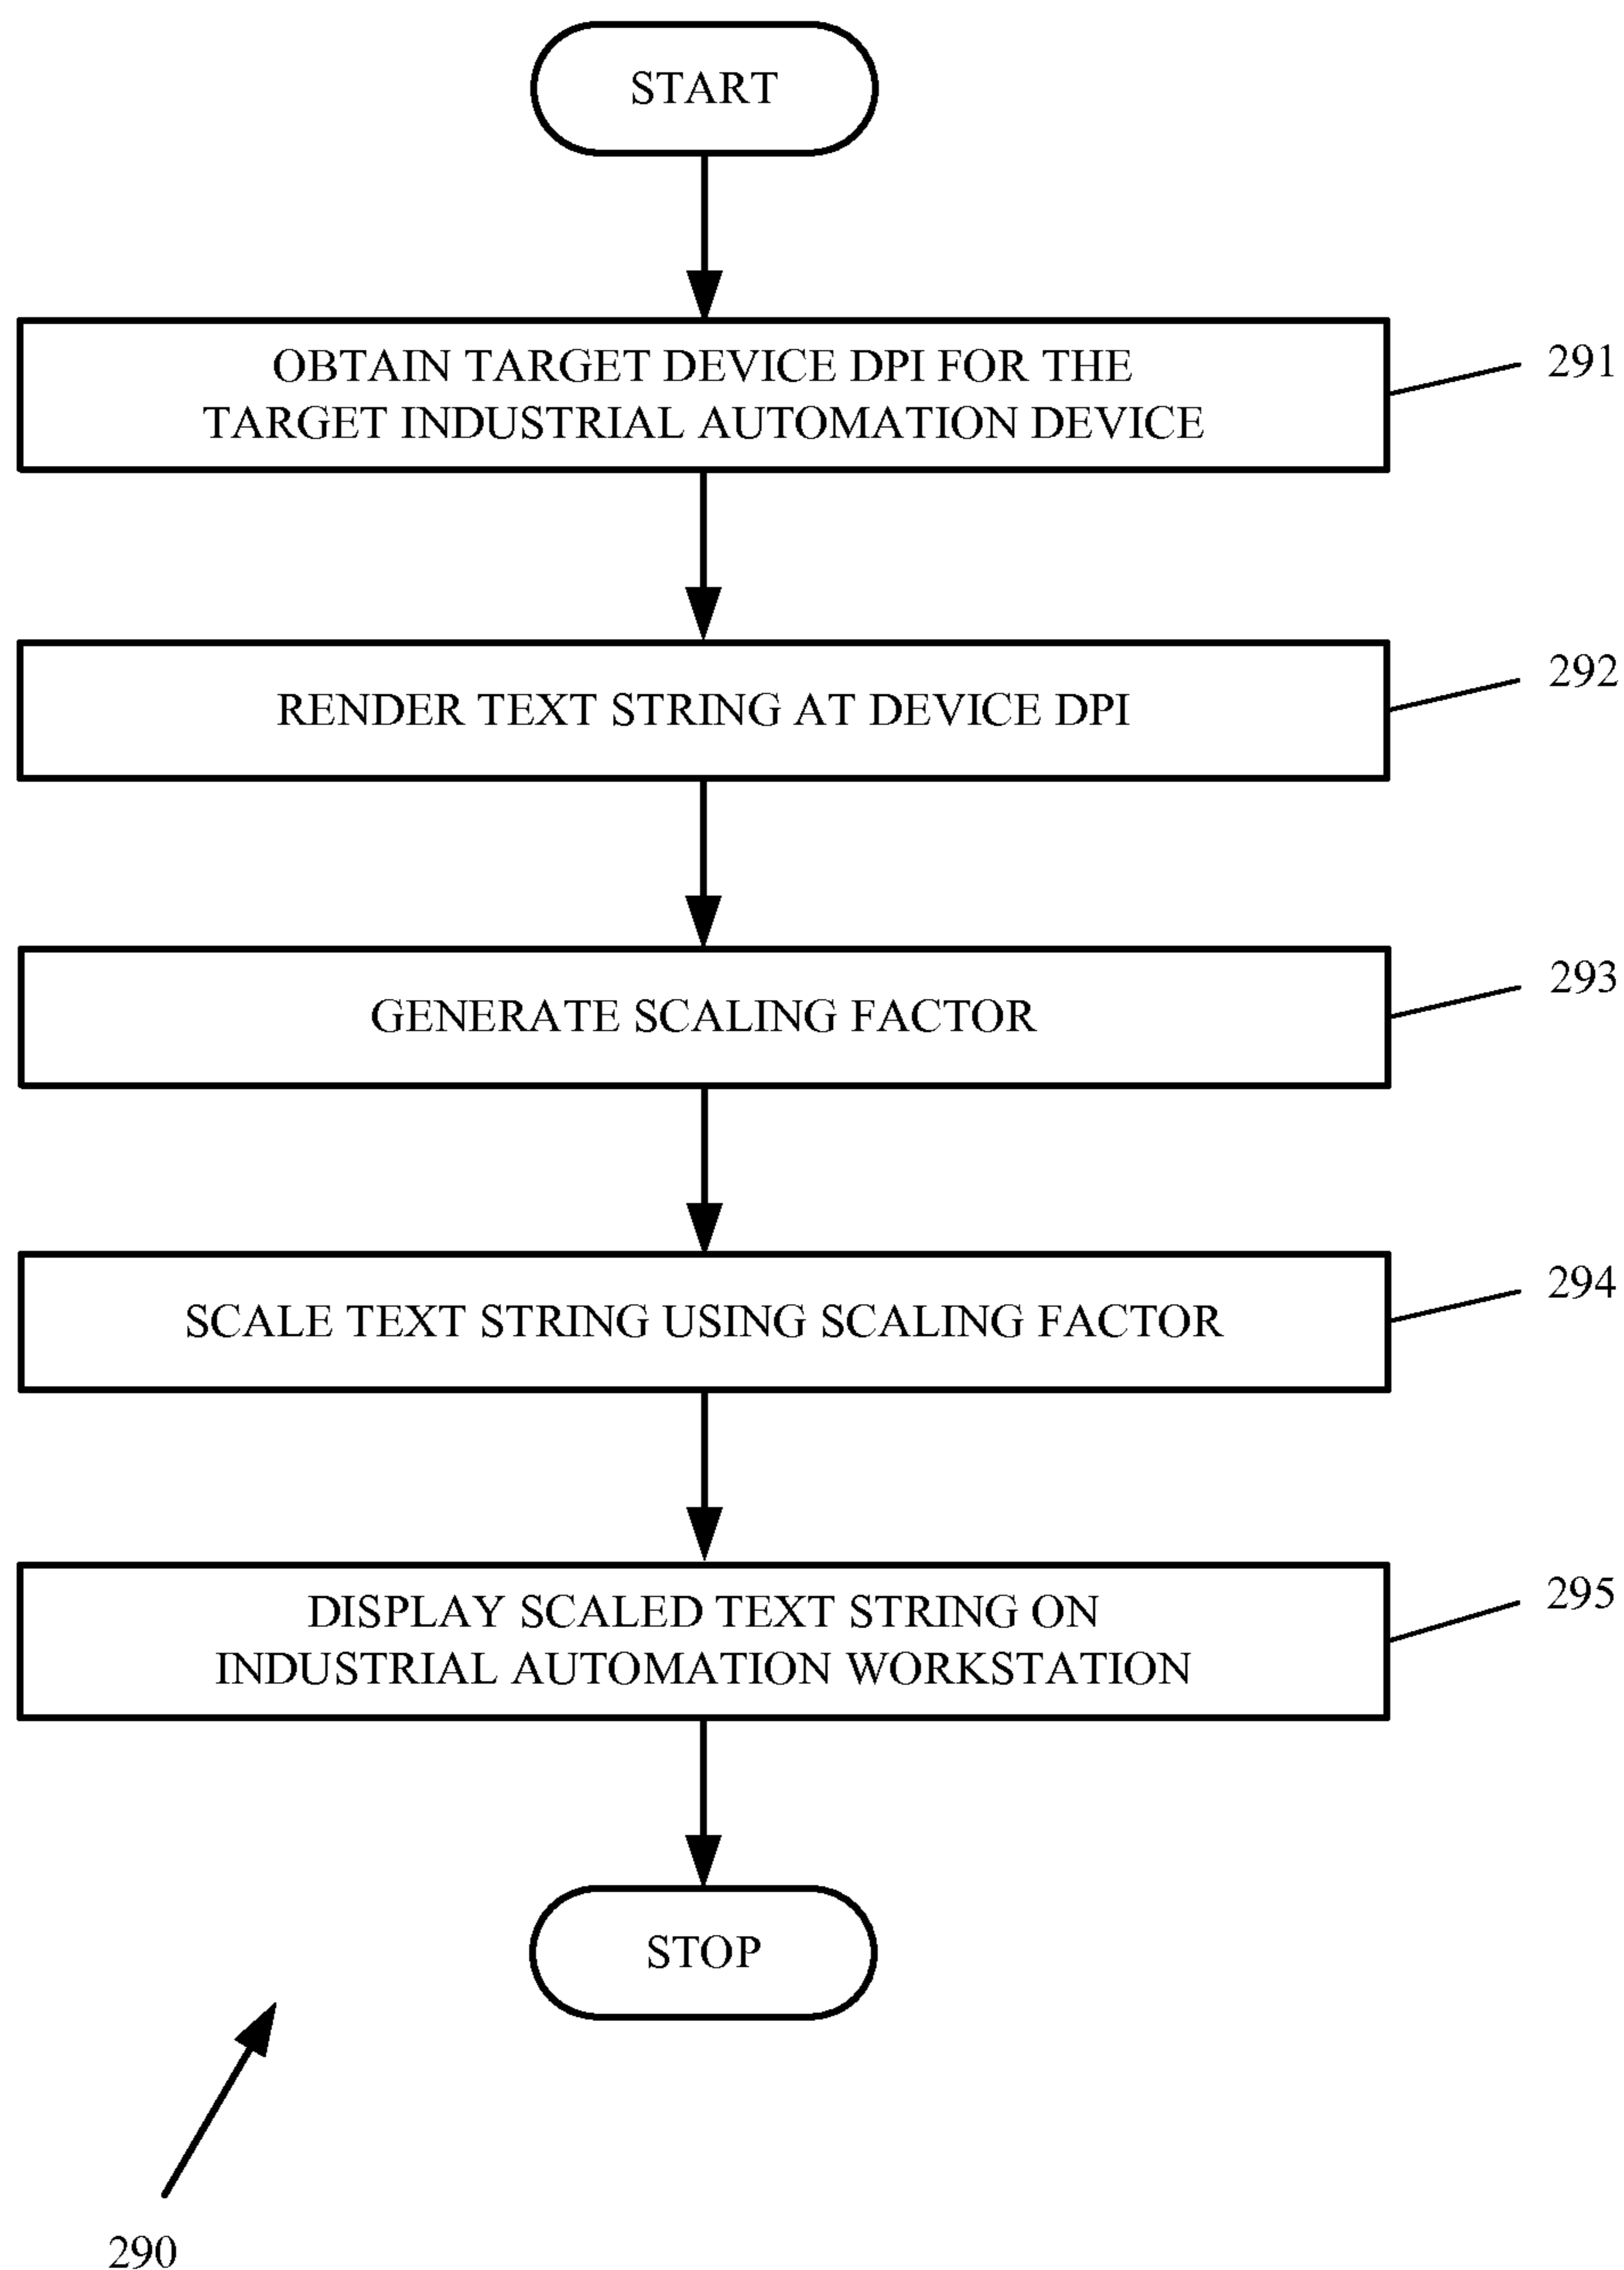 START
OBTAIN TARGET DEVICE DPI FOR THE
TARGET INDUSTRIAL AUTOMATION DEVICE
291
RENDER TEXT STRING AT DEVICE DPI
292
GENERATE SCALING FACTOR
293
SCALE TEXT STRING USING SCALING FACTOR
294
DISPLAY SCALED TEXT STRING ON
INDUSTRIAL AUTOMATION WORKSTATION
295
STOP
290